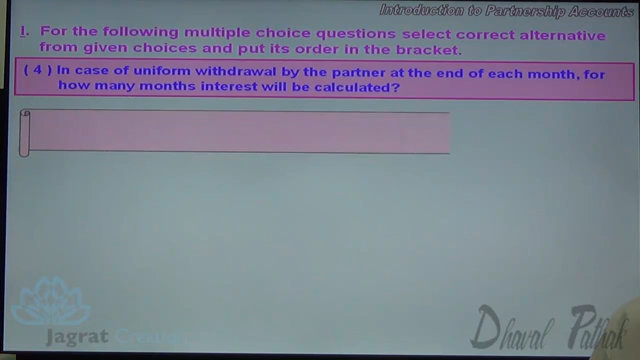 Introduction to Partnership Accounts
I. For the following multiple choice questions select correct alternative
from given choices and put its order in the bracket.
( 4 ) In case of uniform withdrawal by the partner at the end of each month, for
how many months interest will be calculated?
Jagrat
Dhaval Pathak